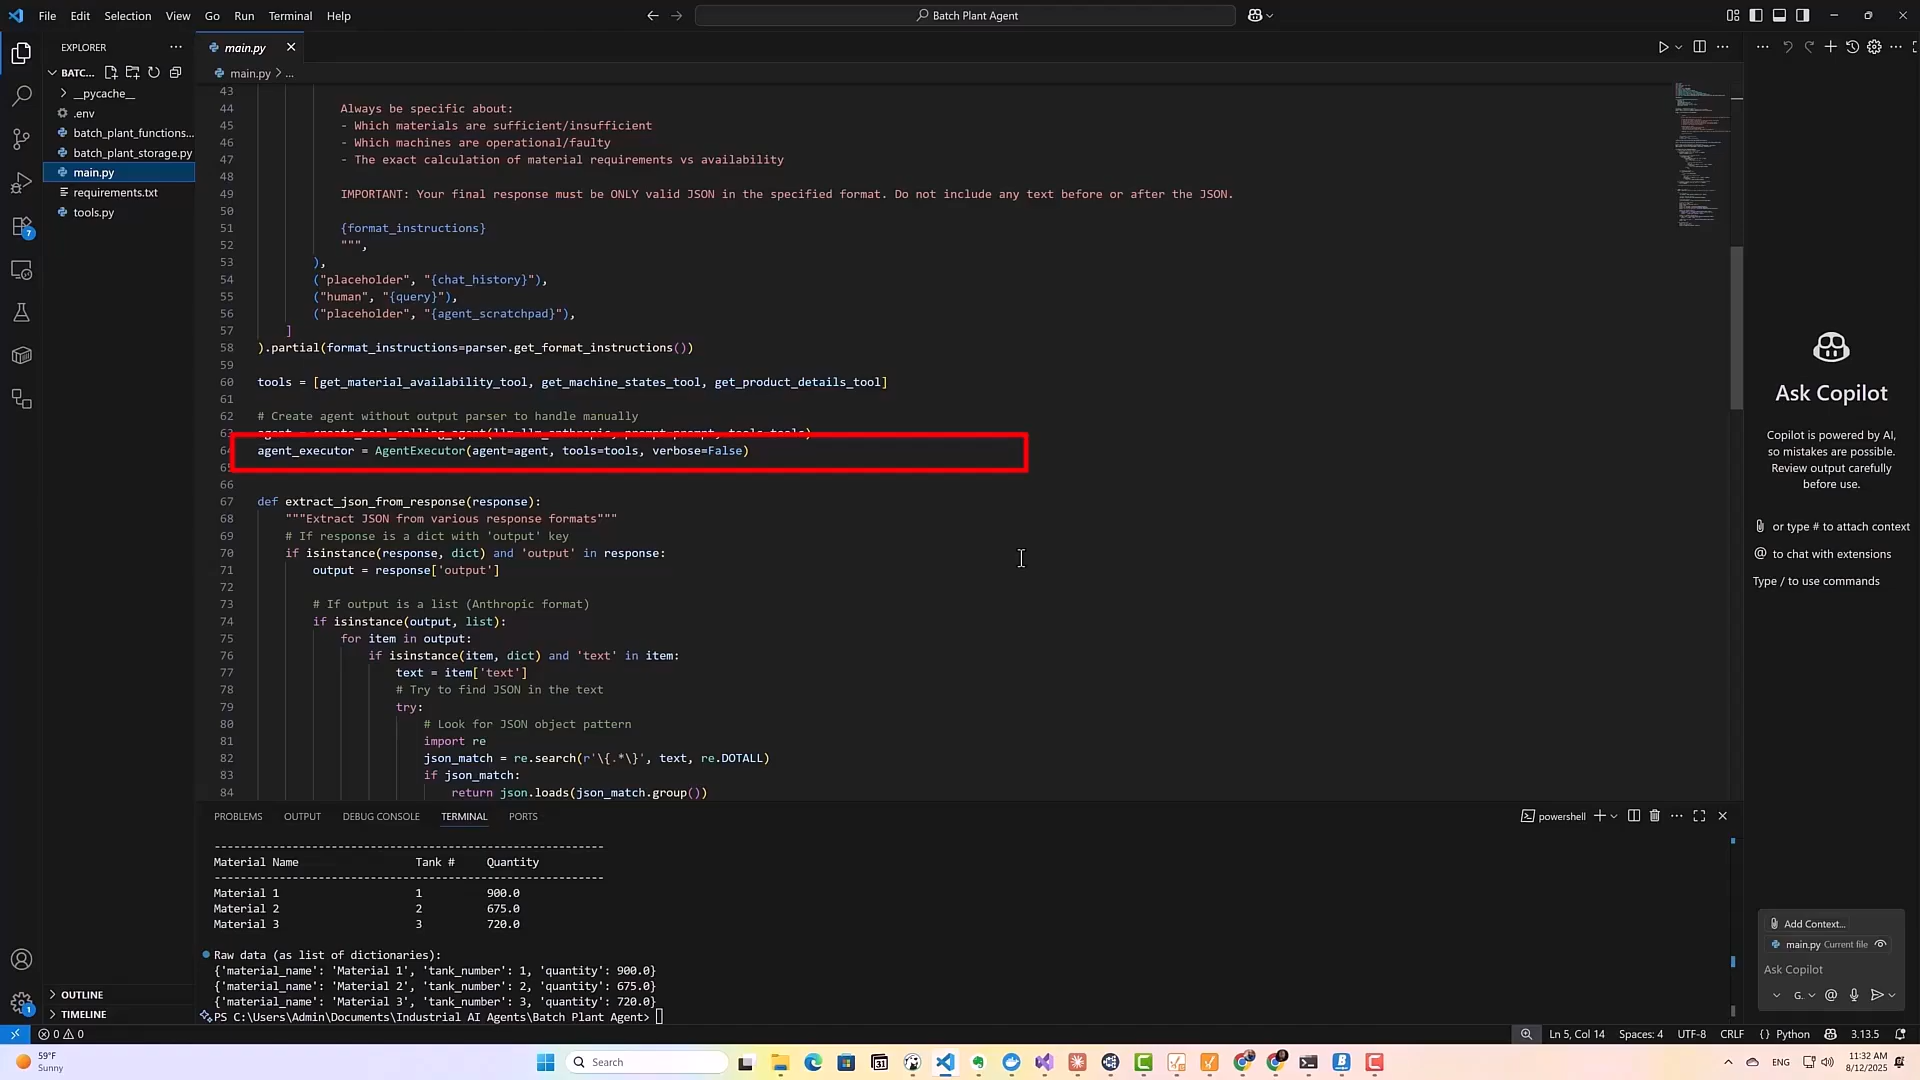 File Edit Selection View Go Run Terminal Help
Batch Plant Agent
EXPLORER
BATC...
__pycache__
.env
batch_plant_functions...
batch_plant_storage.py
main.py
requirements.txt
tools.py
OUTLINE
TIMELINE
main.py
main.py > ...
43
44 Always be specific about:
45 - Which materials are sufficient/insufficient
46 - Which machines are operational/faulty
47 - The exact calculation of material requirements vs availability
48
49 IMPORTANT: Your final response must be ONLY valid JSON in the specified format. Do not include any text before or after the JSON.
50
51 {format_instructions}
52 """,
53 ),
54 ("placeholder", "{chat_history}"),
55 ("human", "{query}"),
56 ("placeholder", "{agent_scratchpad}"),
57 ]
58 ).partial(format_instructions=parser.get_format_instructions())
59
60 tools = [get_material_availability_tool, get_machine_states_tool, get_product_details_tool]
61
62 # Create agent without output parser to handle manually
63 agent = create_tool_calling_agent(llm=llm_anthropic, prompt=prompt, tools=tools)
64 agent_executor = AgentExecutor(agent=agent, tools=tools, verbose=False)
65
66
67 def extract_json_from_response(response):
68 """Extract JSON from various response formats"""
69 # If response is a dict with 'output' key
70 if isinstance(response, dict) and 'output' in response:
71 output = response['output']
72
73 # If output is a list (Anthropic format)
74 if isinstance(output, list):
75 for item in output:
76 if isinstance(item, dict) and 'text' in item:
77 text = item['text']
78 # Try to find JSON in the text
79 try:
80 # Look for JSON object pattern
81 import re
82 json_match = re.search(r'\{.*\}', text, re.DOTALL)
83 if json_match:
84 return json.loads(json_match.group())
PROBLEMS OUTPUT DEBUG CONSOLE TERMINAL PORTS
powershell
------------------------------------------------------------
Material Name Tank # Quantity
------------------------------------------------------------
Material 1 1 900.0
Material 2 2 675.0
Material 3 3 720.0
Raw data (as list of dictionaries):
{'material_name': 'Material 1', 'tank_number': 1, 'quantity': 900.0}
{'material_name': 'Material 2', 'tank_number': 2, 'quantity': 675.0}
{'material_name': 'Material 3', 'tank_number': 3, 'quantity': 720.0}
PS C:\Users\Admin\Documents\Industrial AI Agents\Batch Plant Agent>
Ask Copilot
Copilot is powered by AI,
so mistakes are possible.
Review output carefully
before use.
or type # to attach context
@ to chat with extensions
Type / to use commands
Add Context...
main.py Current file
Ask Copilot
G.
7
1
0 0
Ln 5, Col 14 Spaces: 4 UTF-8 CRLF {} Python 3.13.5
59°F
Sunny
Search
31
ENG
11:32 AM
8/12/2025